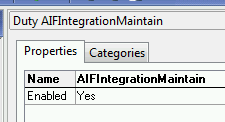 Duty AIFIntegrationMaintain
Properties Categories
Name AIFIntegrationMaintain
Enabled Yes